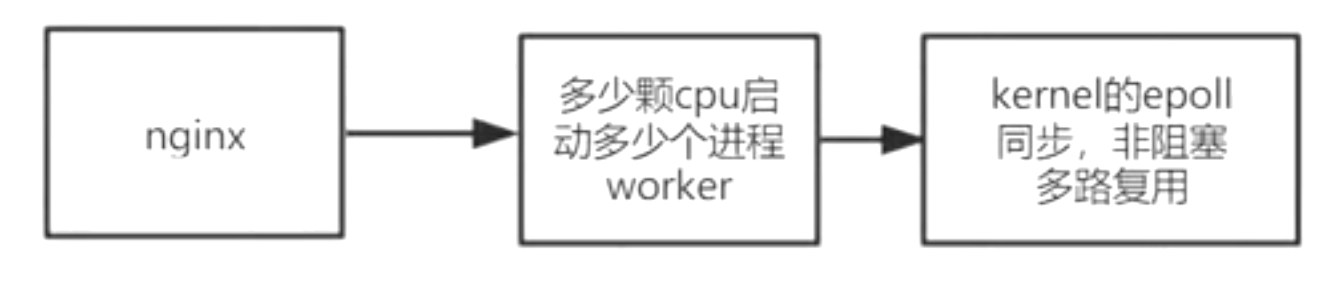 nginx
多少颗cpu启
动多少个进程
worker
kernel的epoll
同步，非阻塞
多路复用